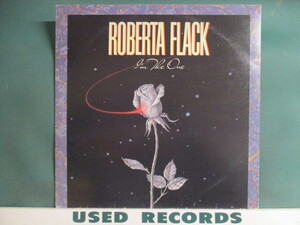 ROBERTA FLACK
I'm The One
USED RECORDS